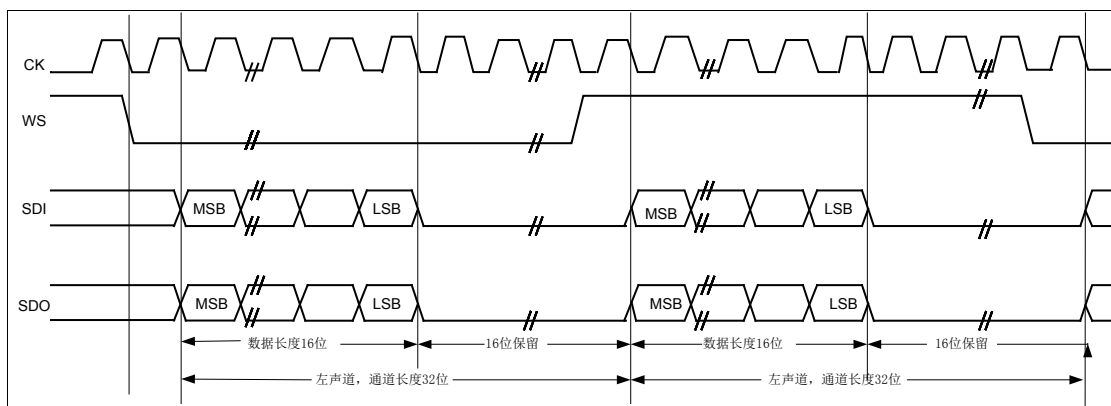 CK
WS
SDI MSB LSB MSB LSB
SDO MSB LSB MSB LSB
数据长度16位 16位保留 数据长度16位 16位保留
左声道，通道长度32位 左声道，通道长度32位